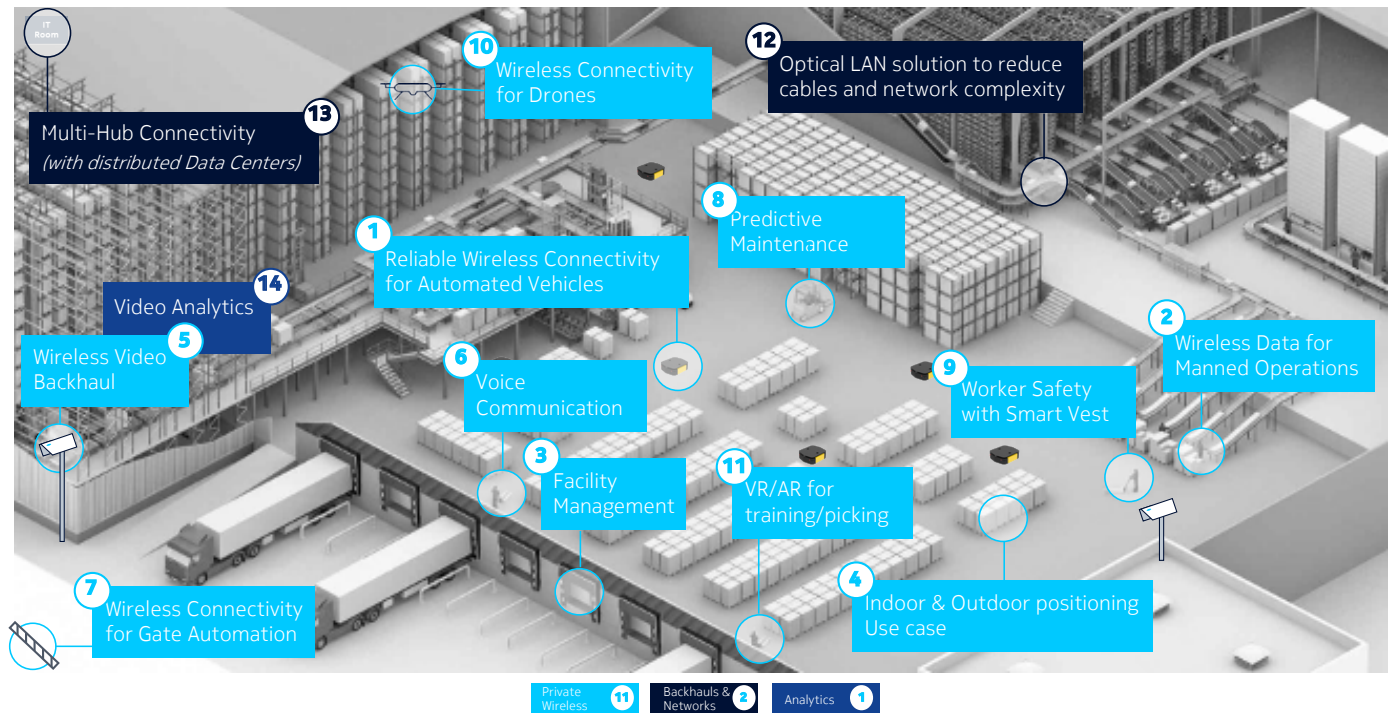 IT
Room
10
Wireless Connectivity
for Drones
12
Optical LAN solution to reduce
cables and network complexity
13
Multi-Hub Connectivity
(with distributed Data Centers)
8
Predictive
Maintenance
1
Reliable Wireless Connectivity
for Automated Vehicles
14
Video Analytics
5
Wireless Video
Backhaul
2
Wireless Data for
Manned Operations
6
Voice
Communication
9
Worker Safety
with Smart Vest
3
Facility
Management
11
VR/AR for
training/picking
4
Indoor & Outdoor positioning
Use case
7
Wireless Connectivity
for Gate Automation
Private
Wireless
11
Backhauls &
Networks
2
Analytics
1